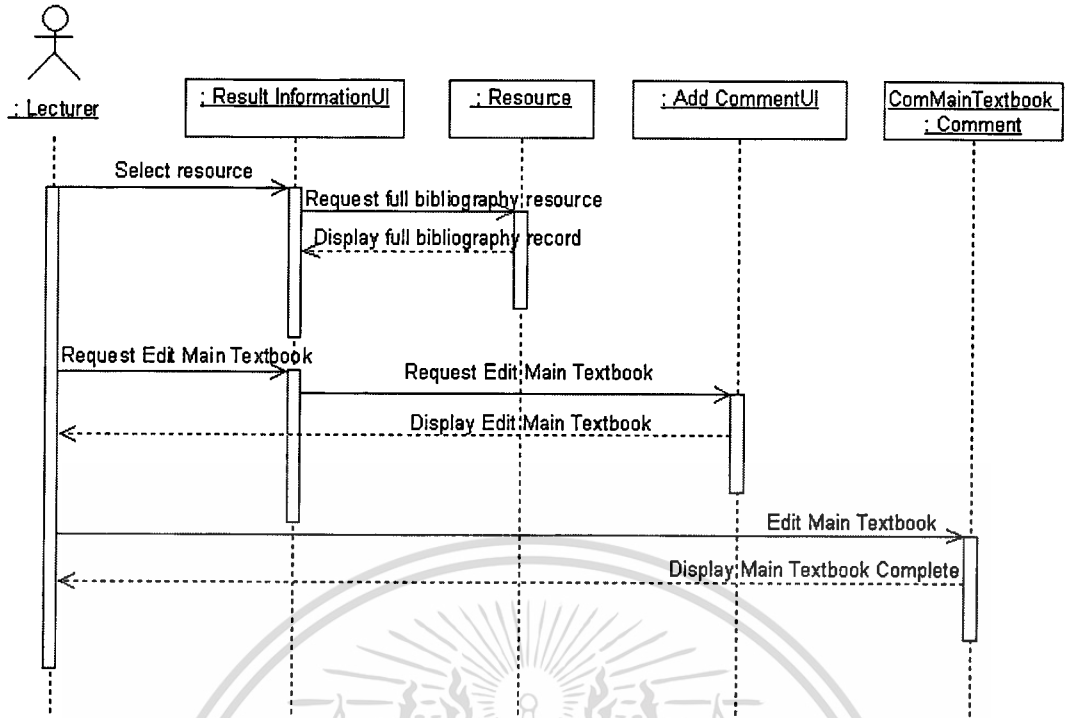 : Lecturer
: Result InformationUI
: Resource
: Add CommentUI
ComMainTextbook
: Comment
Select resource
Request full bibliography resource
Display full bibliography record
Request Edit Main Textbook
Request Edit Main Textbook
Display Edit Main Textbook
Edit Main Textbook
Display Main Textbook Complete